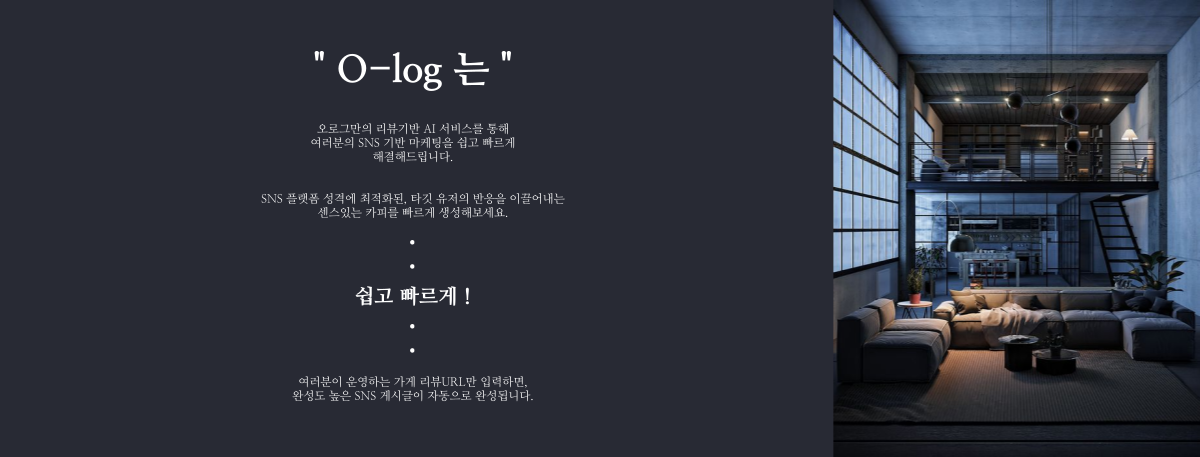 " O-log 는 "
오로그만의 리뷰기반 AI 서비스를 통해
여러분의 SNS 기반 마케팅을 쉽고 빠르게
해결해드립니다.
SNS 플랫폼 성격에 최적화된, 타깃 유저의 반응을 이끌어내는
센스있는 카피를 빠르게 생성해보세요.
쉽고 빠르게 !
여러분이 운영하는 가게 리뷰URL만 입력하면,
완성도 높은 SNS 게시글이 자동으로 완성됩니다.